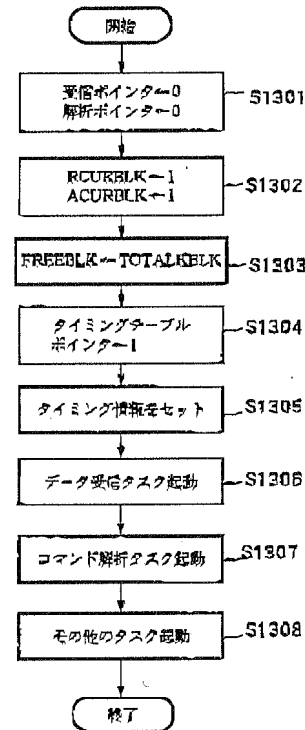 開始
受信ポインタ←0
解析ポインタ←0
S1301
RCURBLK←1
ACURBLK←1
S1302
FREEBLK←TOTALKBLK
S1303
タイミングテーブル
ポインタ←1
S1304
タイミング情報をセット
S1305
データ受信タスク起動
S1306
コマンド解析タスク起動
S1307
その他のタスク起動
S1308
終了